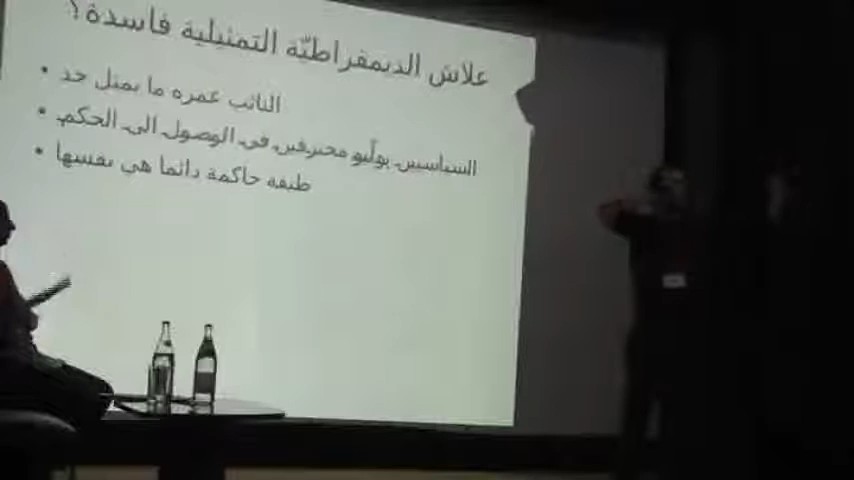 علاش الديمقراطيّة التمثيلية فاسدة؟
النائب عمره ما يمثل حد
السياسيين يولّيو محترفين في الوصول الى الحكم
طبقة حاكمة دائما هي نفسها